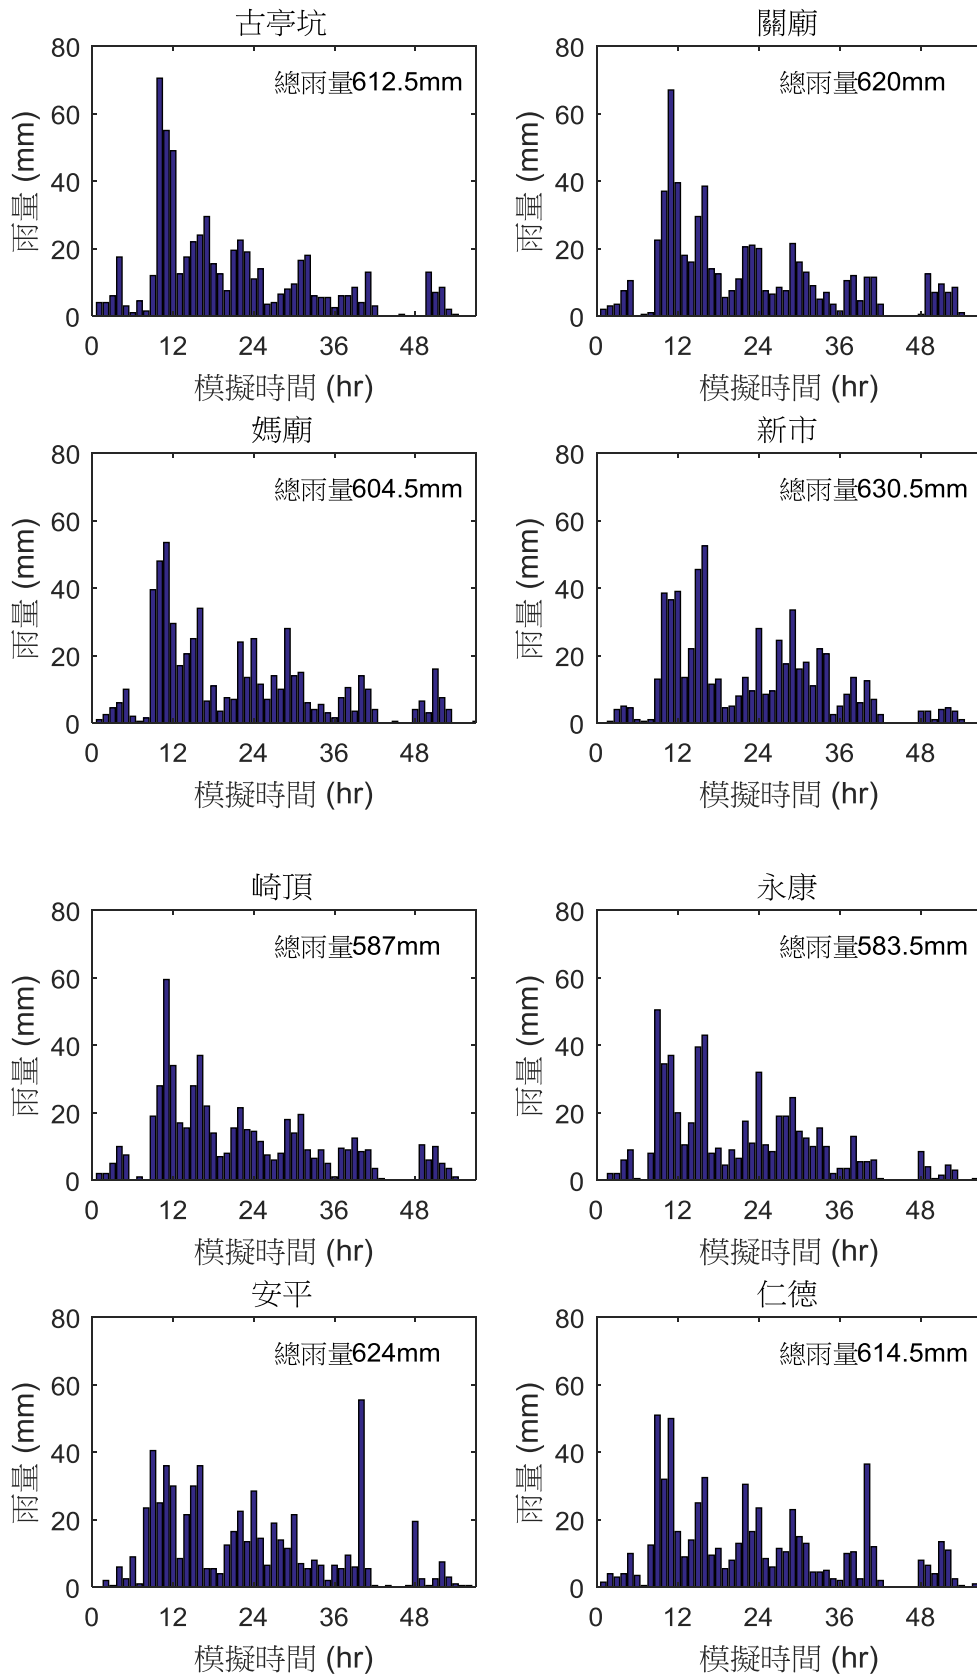 古亭坑
總雨量612.5mm
80
60
40
20
0
雨量 (mm)
0 12 24 36 48
模擬時間 (hr)
關廟
總雨量620mm
80
60
40
20
0
雨量 (mm)
0 12 24 36 48
模擬時間 (hr)
媽廟
總雨量604.5mm
80
60
40
20
0
雨量 (mm)
0 12 24 36 48
模擬時間 (hr)
新市
總雨量630.5mm
80
60
40
20
0
雨量 (mm)
0 12 24 36 48
模擬時間 (hr)
崎頂
總雨量587mm
80
60
40
20
0
雨量 (mm)
0 12 24 36 48
模擬時間 (hr)
永康
總雨量583.5mm
80
60
40
20
0
雨量 (mm)
0 12 24 36 48
模擬時間 (hr)
安平
總雨量624mm
80
60
40
20
0
雨量 (mm)
0 12 24 36 48
模擬時間 (hr)
仁德
總雨量614.5mm
80
60
40
20
0
雨量 (mm)
0 12 24 36 48
模擬時間 (hr)